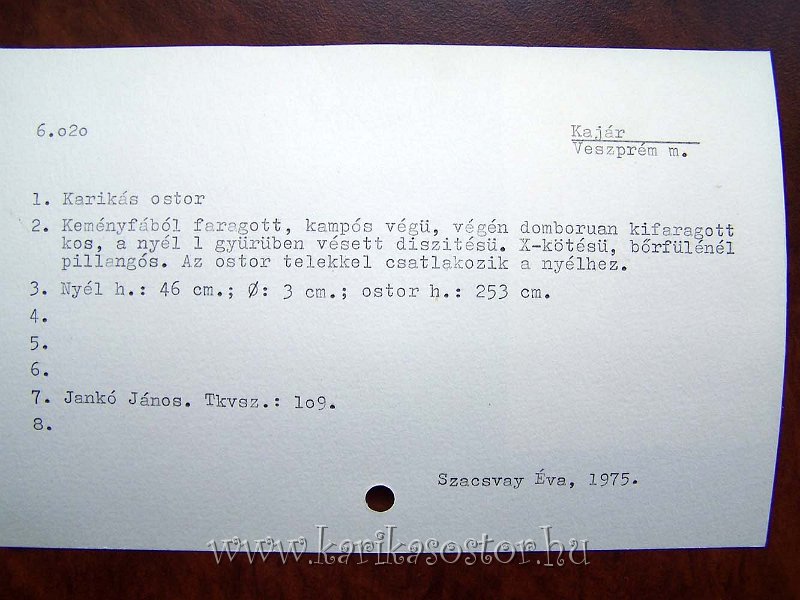 6.o2o
Kajár
Veszprém m.
1. Karikás ostor
2. Keményfából faragott, kampós végü, végén domboruan kifaragott
kos, a nyél l gyürüben vésett diszitésü. X-kötésü, bőrfülénél
pillangós. Az ostor telekkel csatlakozik a nyélhez.
3. Nyél h.: 46 cm.; Ø: 3 cm.; ostor h.: 253 cm.
4.
5.
6.
7. Jankó János. Tkvsz.: lo9.
8.
Szacsvay Éva, 1975.
www.karikasostor.hu